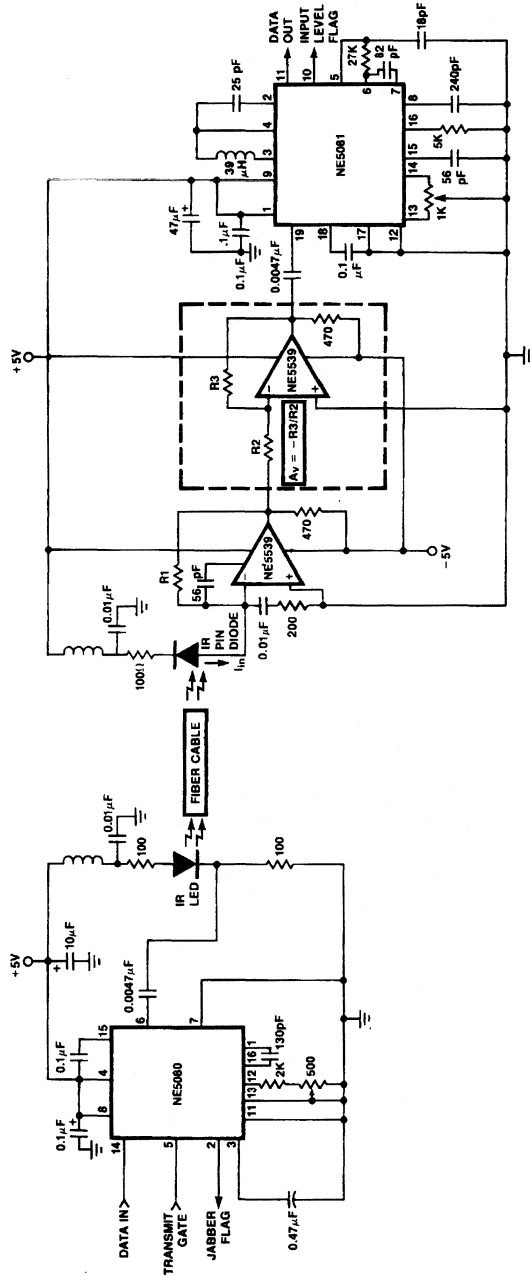 +5V
10μF
+
0.1μF
0.1μF
+
15
4
8
NE5080
14
5
2
3
DATA IN
TRANSMIT
GATE
JABBER
FLAG
0.47μF
6
7
0.0047μF
1
16
12
13
11
130pF
2K
500
0.01μF
100
IR
LED
100
FIBER CABLE
0.01μF
100Ω
IR
PIN
DIODE
Iin
R1
56 pF
NE5539
−
+
0.01μF
200
470
R2
R3
NE5539
−
+
470
Av = −R3/R2
−5V
+5V
47μF
+
.1μF
0.1μF
0.0047μF
0.1
μF
39
μH
25 pF
1
9
3
4
2
NE5081
19
18
17
12
13
14
15
16
8
7
6
5
10
11
DATA
OUT
INPUT
LEVEL
FLAG
27K
82
pF
18pF
240pF
5K
56
pF
1K